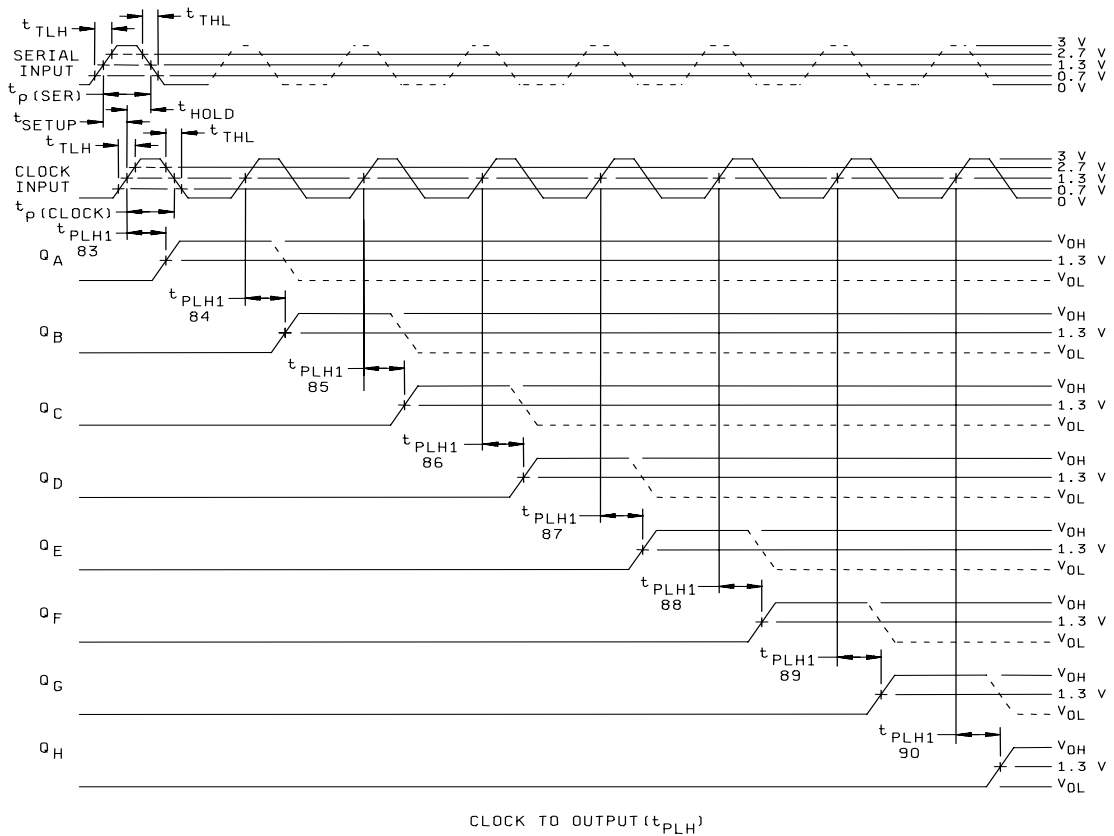 tTLH
tTHL
SERIAL
INPUT
3 V
2.7 V
1.3 V
0.7 V
0 V
tp(SER)
tHOLD
tSETUP
tTLH
tTHL
CLOCK
INPUT
3 V
2.7 V
1.3 V
0.7 V
0 V
tp(CLOCK)
tPLH1
83
QA
VOH
1.3 V
VOL
tPLH1
84
QB
VOH
1.3 V
VOL
tPLH1
85
QC
VOH
1.3 V
VOL
tPLH1
86
QD
VOH
1.3 V
VOL
tPLH1
87
QE
VOH
1.3 V
VOL
tPLH1
88
QF
VOH
1.3 V
VOL
tPLH1
89
QG
VOH
1.3 V
VOL
tPLH1
90
QH
VOH
1.3 V
VOL
CLOCK TO OUTPUT(tPLH)